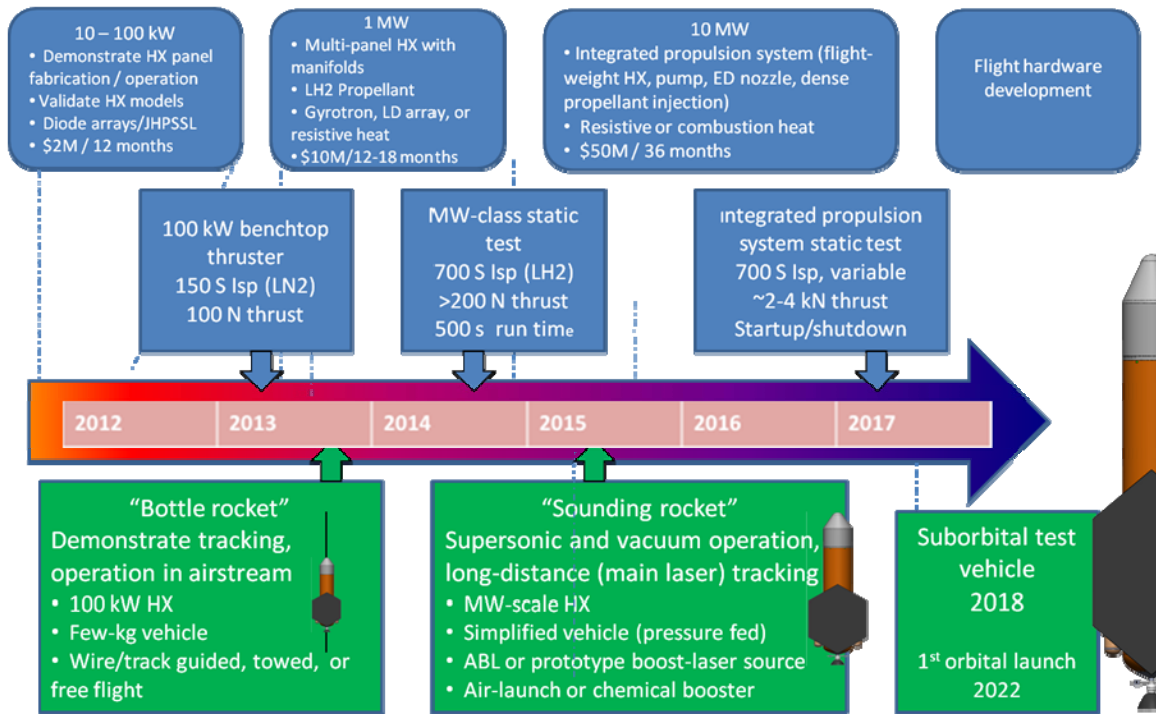 10 – 100 kW
• Demonstrate HX panel
fabrication / operation
• Validate HX models
• Diode arrays/JHPSSL
• $2M / 12 months
1 MW
• Multi-panel HX with
manifolds
• LH2 Propellant
• Gyrotron, LD array, or
resistive heat
• $10M/12-18 months
10 MW
• Integrated propulsion system (flight-
weight HX, pump, ED nozzle, dense
propellant injection)
• Resistive or combustion heat
• $50M / 36 months
Flight hardware
development
100 kW benchtop
thruster
150 S Isp (LN2)
100 N thrust
MW-class static
test
700 S Isp (LH2)
>200 N thrust
500 s run time
Integrated propulsion
system static test
700 S Isp, variable
~2-4 kN thrust
Startup/shutdown
2012 2013 2014 2015 2016 2017
“Bottle rocket”
Demonstrate tracking,
operation in airstream
• 100 kW HX
• Few-kg vehicle
• Wire/track guided, towed, or
free flight
“Sounding rocket”
Supersonic and vacuum operation,
long-distance (main laser) tracking
• MW-scale HX
• Simplified vehicle (pressure fed)
• ABL or prototype boost-laser source
• Air-launch or chemical booster
Suborbital test
vehicle
2018
1st orbital launch
2022